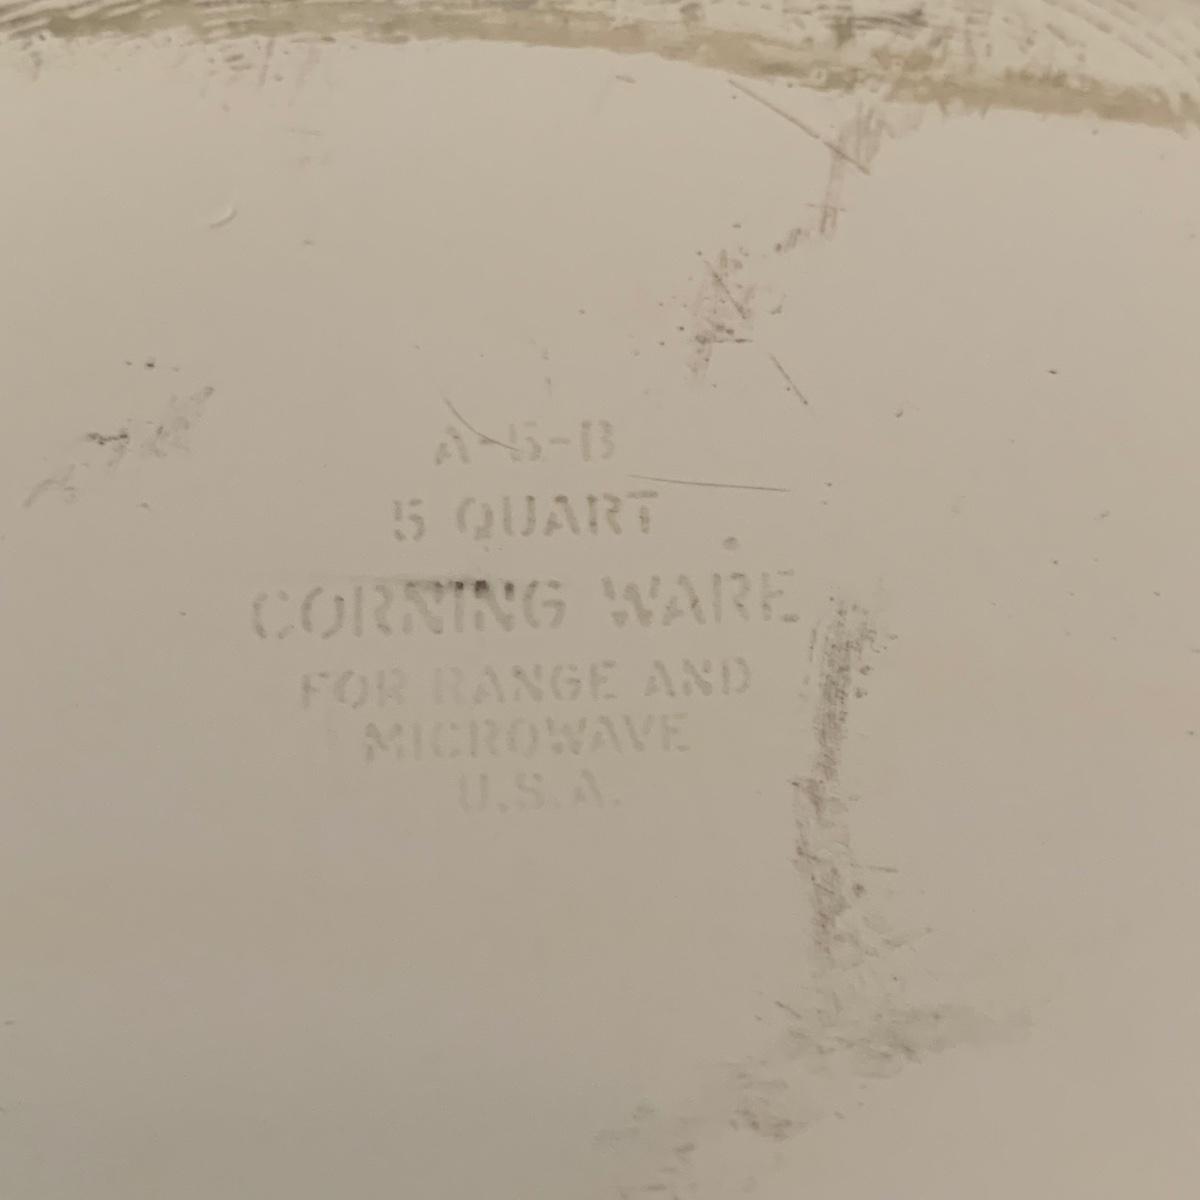 A-5-B
5 QUART
CORNING WARE
FOR RANGE AND
MICROWAVE
U.S.A.